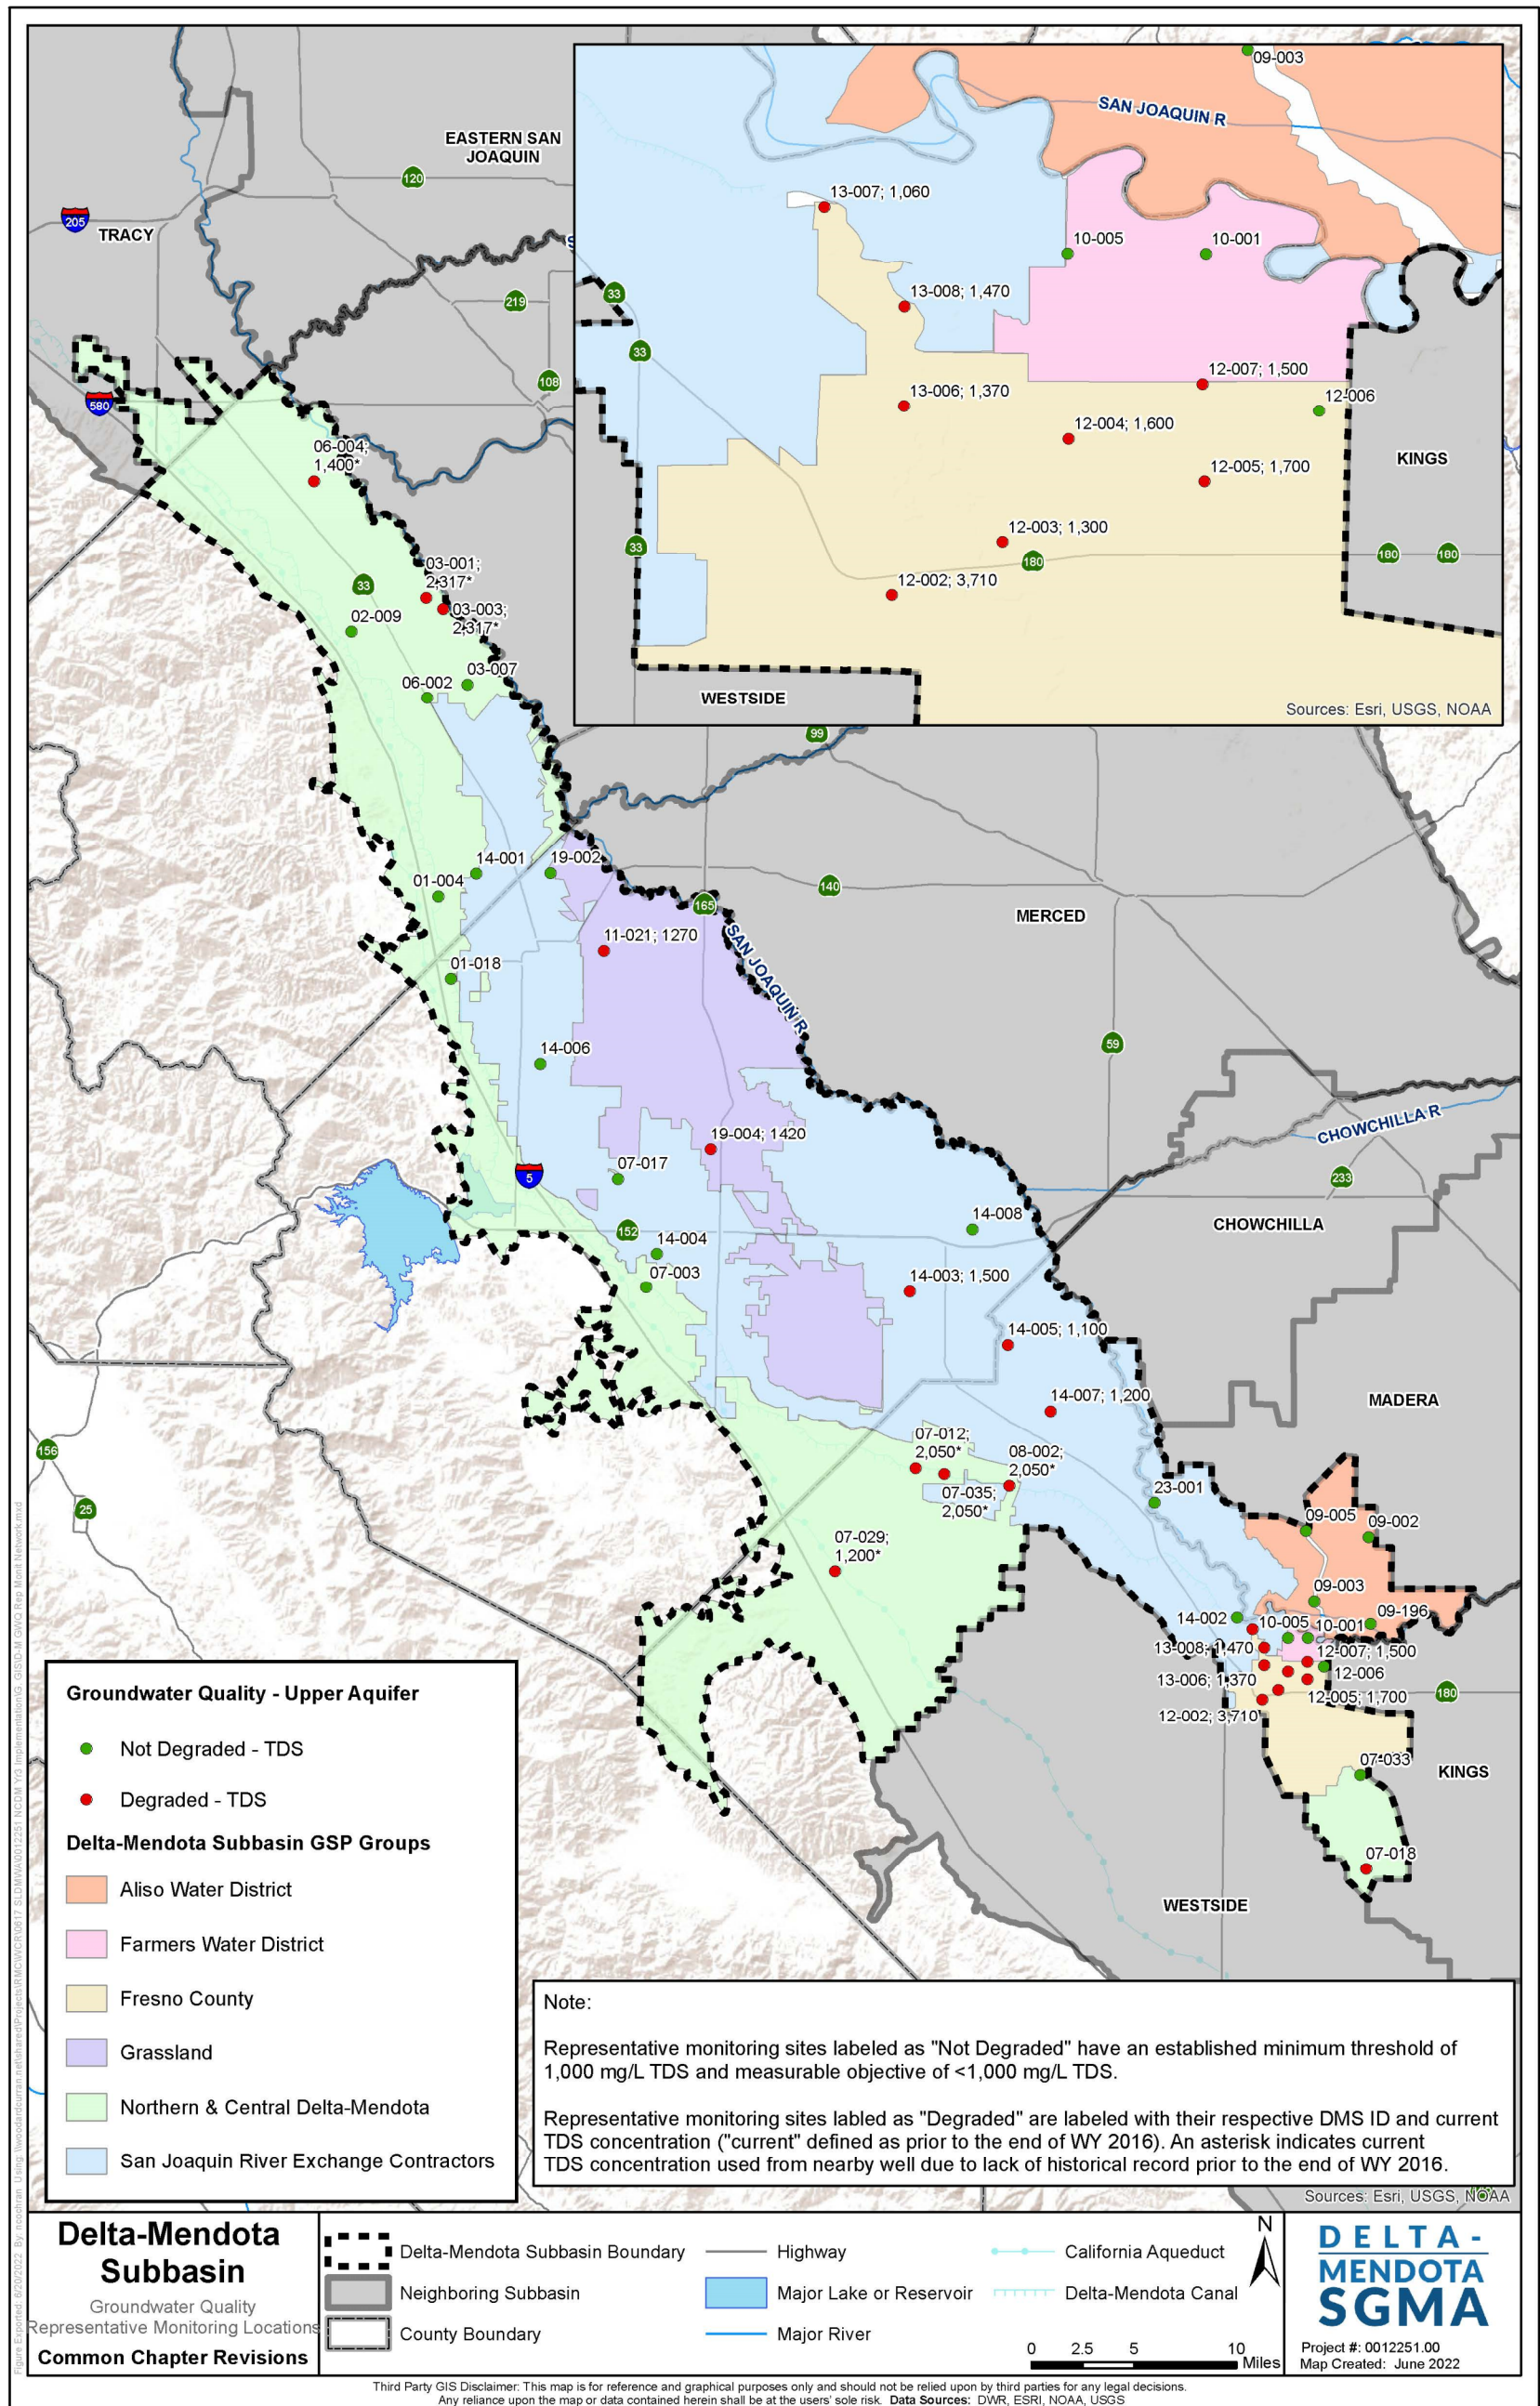 EASTERN SAN
JOAQUIN
120
205
TRACY
219
108
580
09-003
SAN JOAQUIN R
13-007; 1,060
10-005
10-001
13-008; 1,470
33
33
12-007; 1,500
13-006; 1,370
12-006
12-004; 1,600
KINGS
12-005; 1,700
12-003; 1,300
33
180
180
180
12-002; 3,710
WESTSIDE
Sources: Esri, USGS, NOAA
06-004;
1,400*
03-001;
2,317*
33
03-003;
2,317*
02-009
03-007
06-002
99
14-001
19-002
01-004
140
165
MERCED
11-021; 1270
SAN JOAQUIN R
01-018
14-006
59
CHOWCHILLA R
19-004; 1420
07-017
5
233
14-008
CHOWCHILLA
152
14-004
07-003
14-003; 1,500
14-005; 1,100
14-007; 1,200
MADERA
07-012;
2,050*
08-002;
2,050*
07-035;
2,050*
156
25
23-001
09-005
09-002
07-029;
1,200*
09-003
14-002
10-005
10-001
09-196
13-008; 1,470
12-007; 1,500
13-006; 1,370
12-006
12-005; 1,700
180
12-002; 3,710
07-033
KINGS
07-018
WESTSIDE
Groundwater Quality - Upper Aquifer
Not Degraded - TDS
Degraded - TDS
Delta-Mendota Subbasin GSP Groups
Aliso Water District
Farmers Water District
Fresno County
Grassland
Northern & Central Delta-Mendota
San Joaquin River Exchange Contractors
Note:
Representative monitoring sites labeled as "Not Degraded" have an established minimum threshold of
1,000 mg/L TDS and measurable objective of <1,000 mg/L TDS.
Representative monitoring sites labled as "Degraded" are labeled with their respective DMS ID and current
TDS concentration ("current" defined as prior to the end of WY 2016). An asterisk indicates current
TDS concentration used from nearby well due to lack of historical record prior to the end of WY 2016.
Sources: Esri, USGS, NOAA
Delta-Mendota
Subbasin
Groundwater Quality
Representative Monitoring Locations
Common Chapter Revisions
Delta-Mendota Subbasin Boundary
Neighboring Subbasin
County Boundary
Highway
Major Lake or Reservoir
Major River
California Aqueduct
Delta-Mendota Canal
N
0 2.5 5 10
Miles
DELTA-
MENDOTA
SGMA
Project #: 0012251.00
Map Created: June 2022
Third Party GIS Disclaimer: This map is for reference and graphical purposes only and should not be relied upon by third parties for any legal decisions.
Any reliance upon the map or data contained herein shall be at the users' sole risk. Data Sources: DWR, ESRI, NOAA, USGS